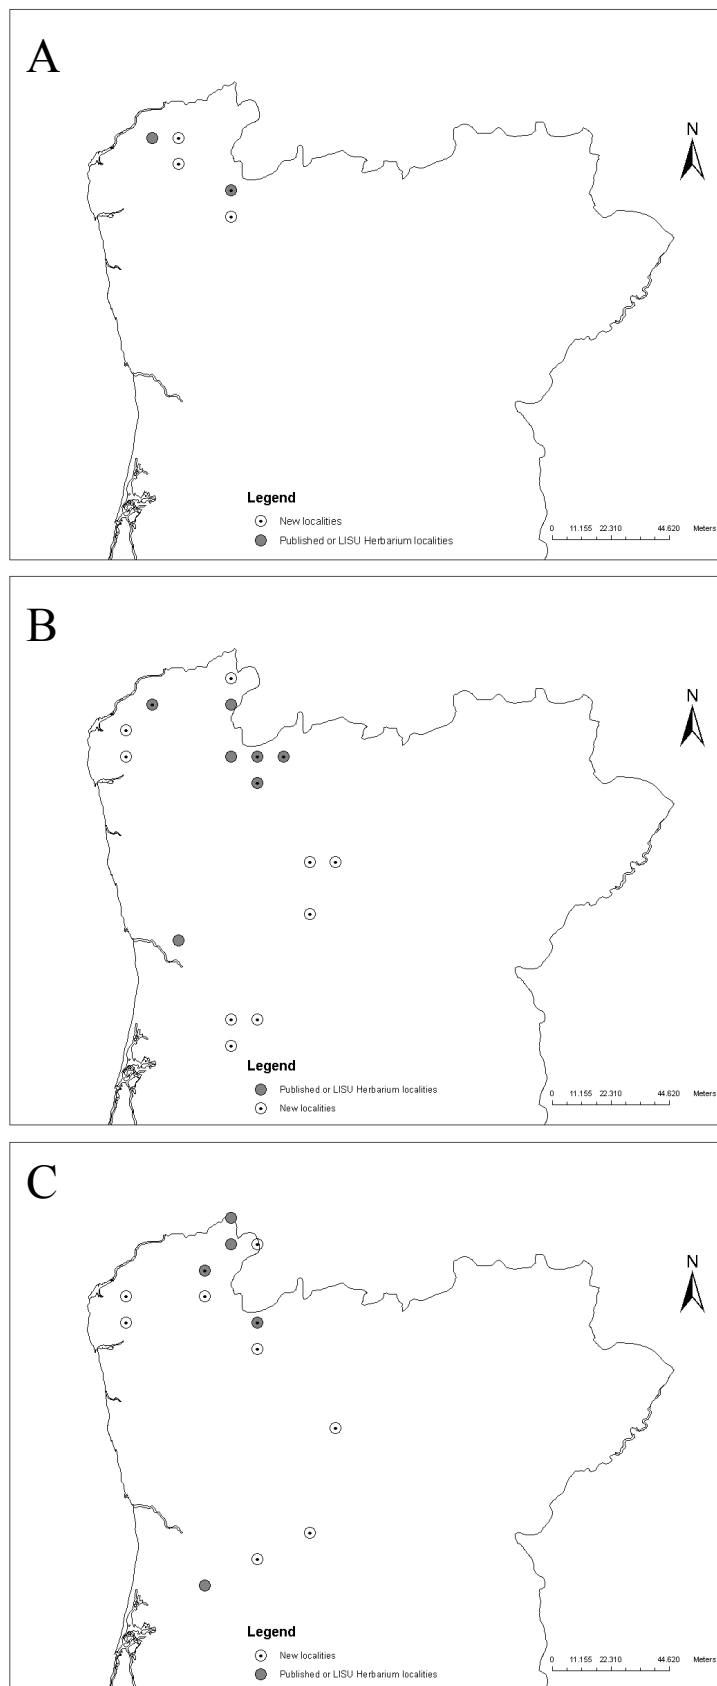 A
N
Legend
New localities
Published or LISU Herbarium localities
0 11.155 22.310 44.620 Meters
B
N
Legend
Published or LISU Herbarium localities
New localities
0 11.155 22.310 44.620 Meters
C
N
Legend
New localities
Published or LISU Herbarium localities
0 11.155 22.310 44.620 Meters